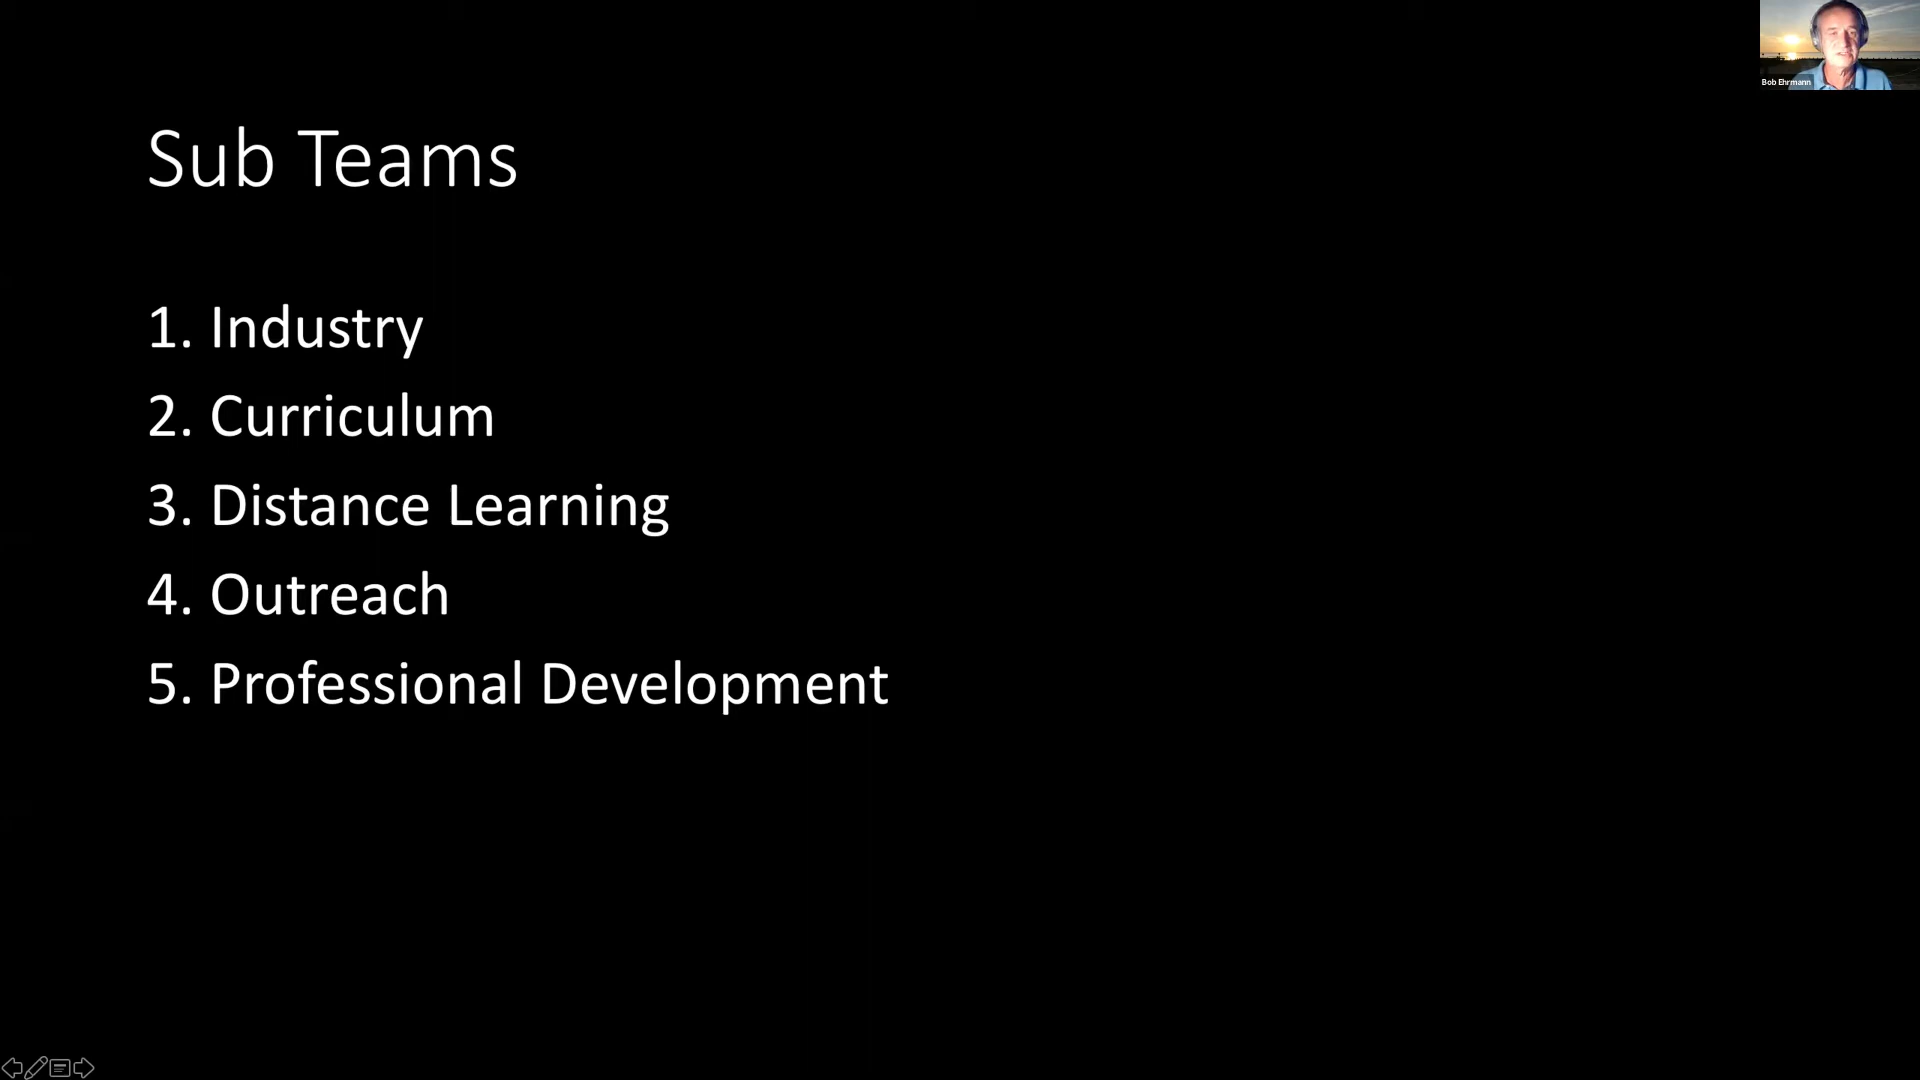 Bob Ehrmann
Sub Teams
1. Industry
2. Curriculum
3. Distance Learning
4. Outreach
5. Professional Development